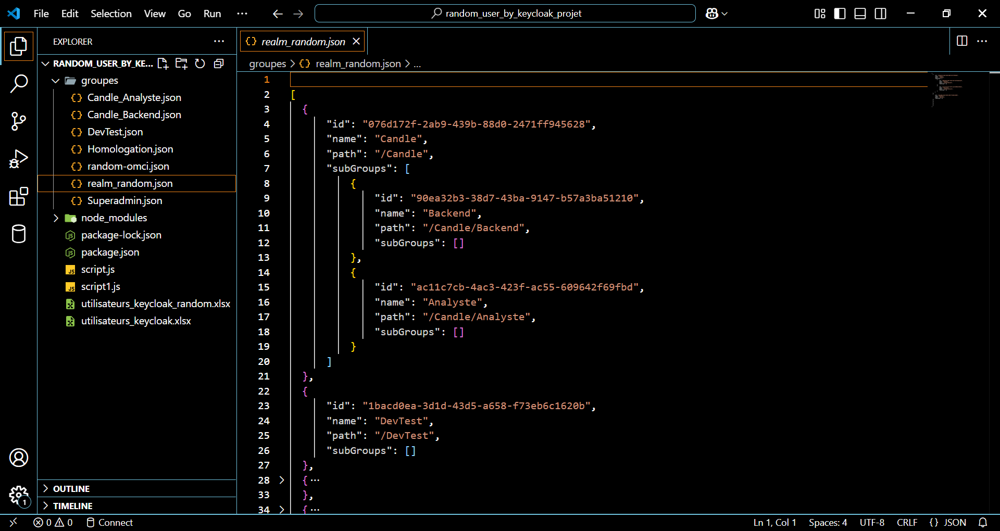 File Edit Selection View Go Run ···
random_user_by_keycloak_projet
EXPLORER
RANDOM_USER_BY_KE...
groupes
Candle_Analyste.json
Candle_Backend.json
DevTest.json
Homologation.json
random-omci.json
realm_random.json
Superadmin.json
node_modules
package-lock.json
package.json
script.js
script1.js
utilisateurs_keycloak_random.xlsx
utilisateurs_keycloak.xlsx
OUTLINE
TIMELINE
{} realm_random.json
groupes > {} realm_random.json > ...
1
2 [
3 {
4 "id": "076d172f-2ab9-439b-88d0-2471ff945628",
5 "name": "Candle",
6 "path": "/Candle",
7 "subGroups": [
8 {
9 "id": "90ea32b3-38d7-43ba-9147-b57a3ba51210",
10 "name": "Backend",
11 "path": "/Candle/Backend",
12 "subGroups": []
13 },
14 {
15 "id": "ac11c7cb-4ac3-423f-ac55-609642f69fbd",
16 "name": "Analyste",
17 "path": "/Candle/Analyste",
18 "subGroups": []
19 }
20 ]
21 },
22 {
23 "id": "1bacd0ea-3d1d-43d5-a658-f73eb6c1620b",
24 "name": "DevTest",
25 "path": "/DevTest",
26 "subGroups": []
27 },
28 > {···
33 },
34 > {···
1
0 0 Connect
Ln 1, Col 1 Spaces: 4 UTF-8 CRLF {} JSON